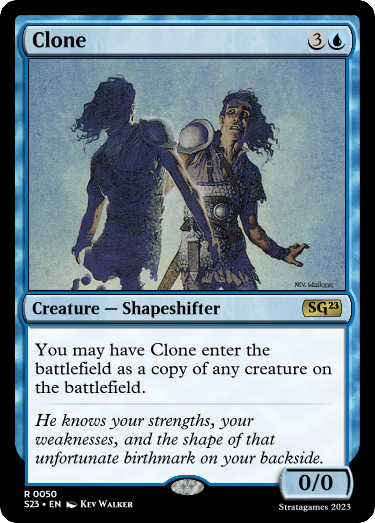 Clone 3
KEV WALKER
Creature — Shapeshifter SG23
You may have Clone enter the
battlefield as a copy of any creature on
the battlefield.
He knows your strengths, your
weaknesses, and the shape of that
unfortunate birthmark on your backside.
0/0
R 0050
S23 • EN Kev Walker
Stratagames 2023